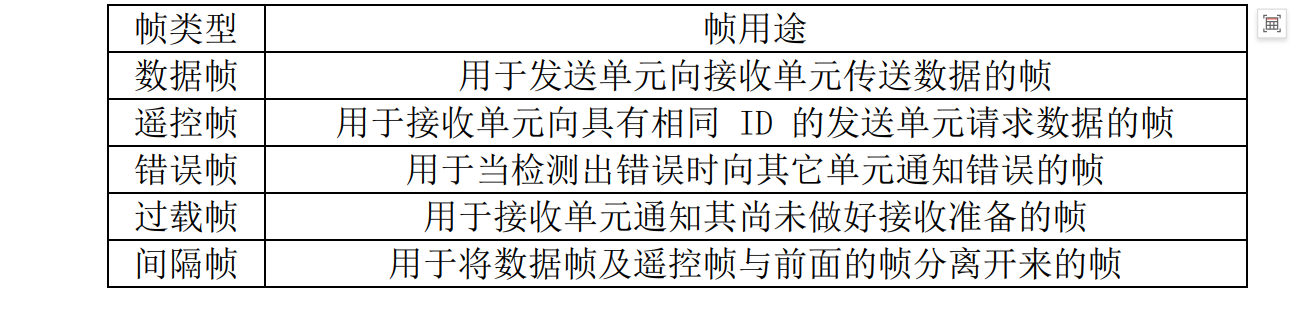 帧类型 帧用途
数据帧 用于发送单元向接收单元传送数据的帧
遥控帧 用于接收单元向具有相同 ID 的发送单元请求数据的帧
错误帧 用于当检测出错误时向其它单元通知错误的帧
过载帧 用于接收单元通知其尚未做好接收准备的帧
间隔帧 用于将数据帧及遥控帧与前面的帧分离开来的帧